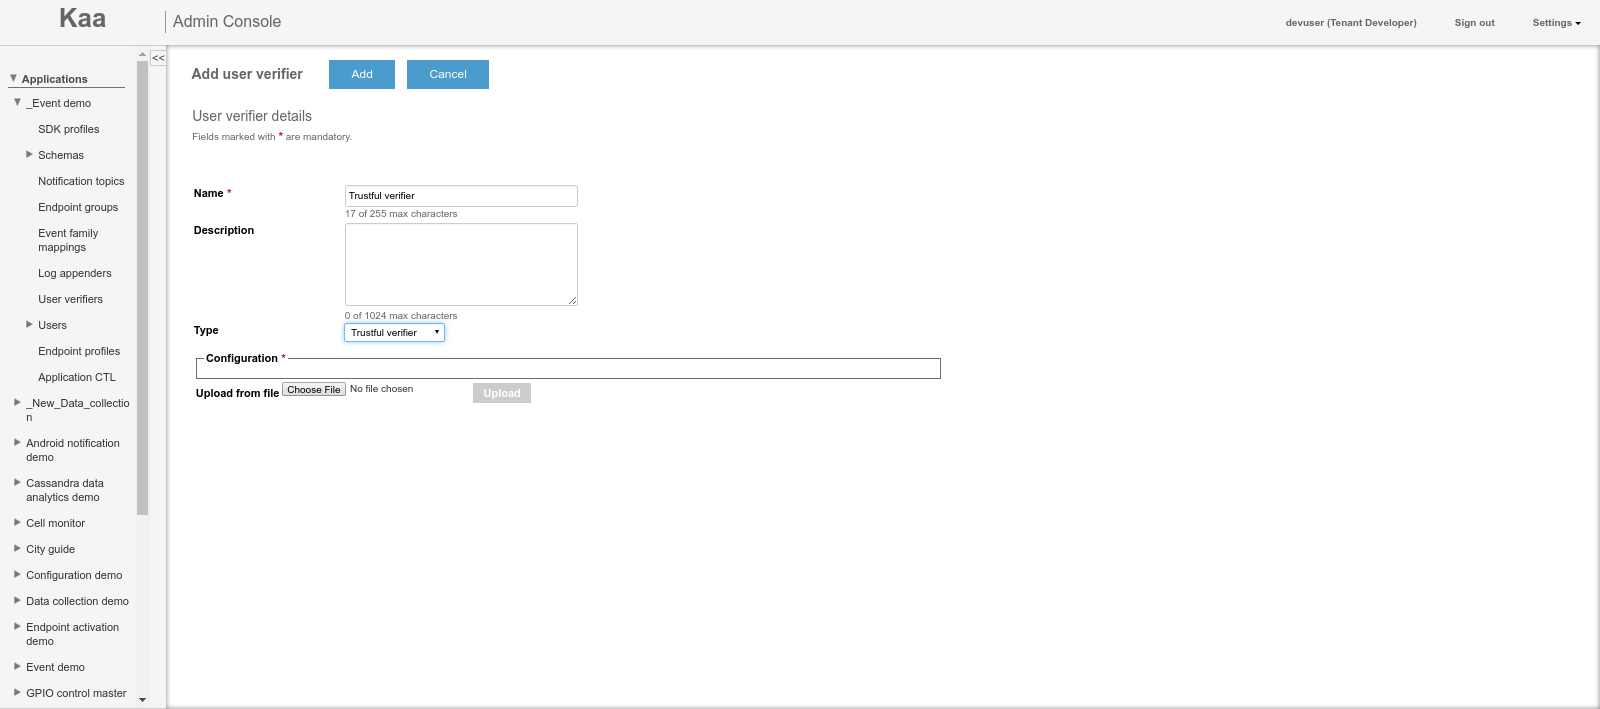 Kaa
Admin Console
devuser (Tenant Developer)
Sign out
Settings
<<
Applications
_Event demo
SDK profiles
Schemas
Notification topics
Endpoint groups
Event family
mappings
Log appenders
User verifiers
Users
Endpoint profiles
Application CTL
_New_Data_collectio
n
Android notification
demo
Cassandra data
analytics demo
Cell monitor
City guide
Configuration demo
Data collection demo
Endpoint activation
demo
Event demo
GPIO control master
Add user verifier
Add
Cancel
User verifier details
Fields marked with * are mandatory.
Name *
Trustful verifier
17 of 255 max characters
Description
0 of 1024 max characters
Type
Trustful verifier
Configuration *
Upload from file
Choose File
No file chosen
Upload